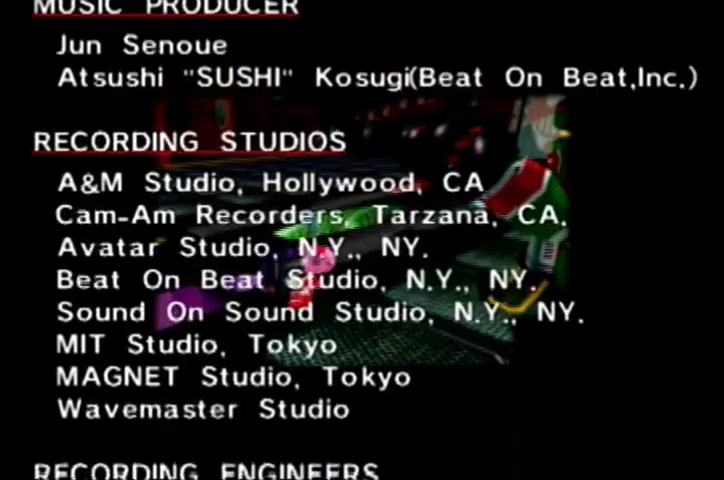 MUSIC PRODUCER
Jun Senoue
Atsushi "SUSHI" Kosugi(Beat On Beat,Inc.)
RECORDING STUDIOS
A&M Studio, Hollywood, CA
Cam-Am Recorders, Tarzana, CA.
Avatar Studio, N.Y., NY.
Beat On Beat Studio, N.Y., NY.
Sound On Sound Studio, N.Y., NY.
MIT Studio, Tokyo
MAGNET Studio, Tokyo
Wavemaster Studio
RECORDING ENGINEERS